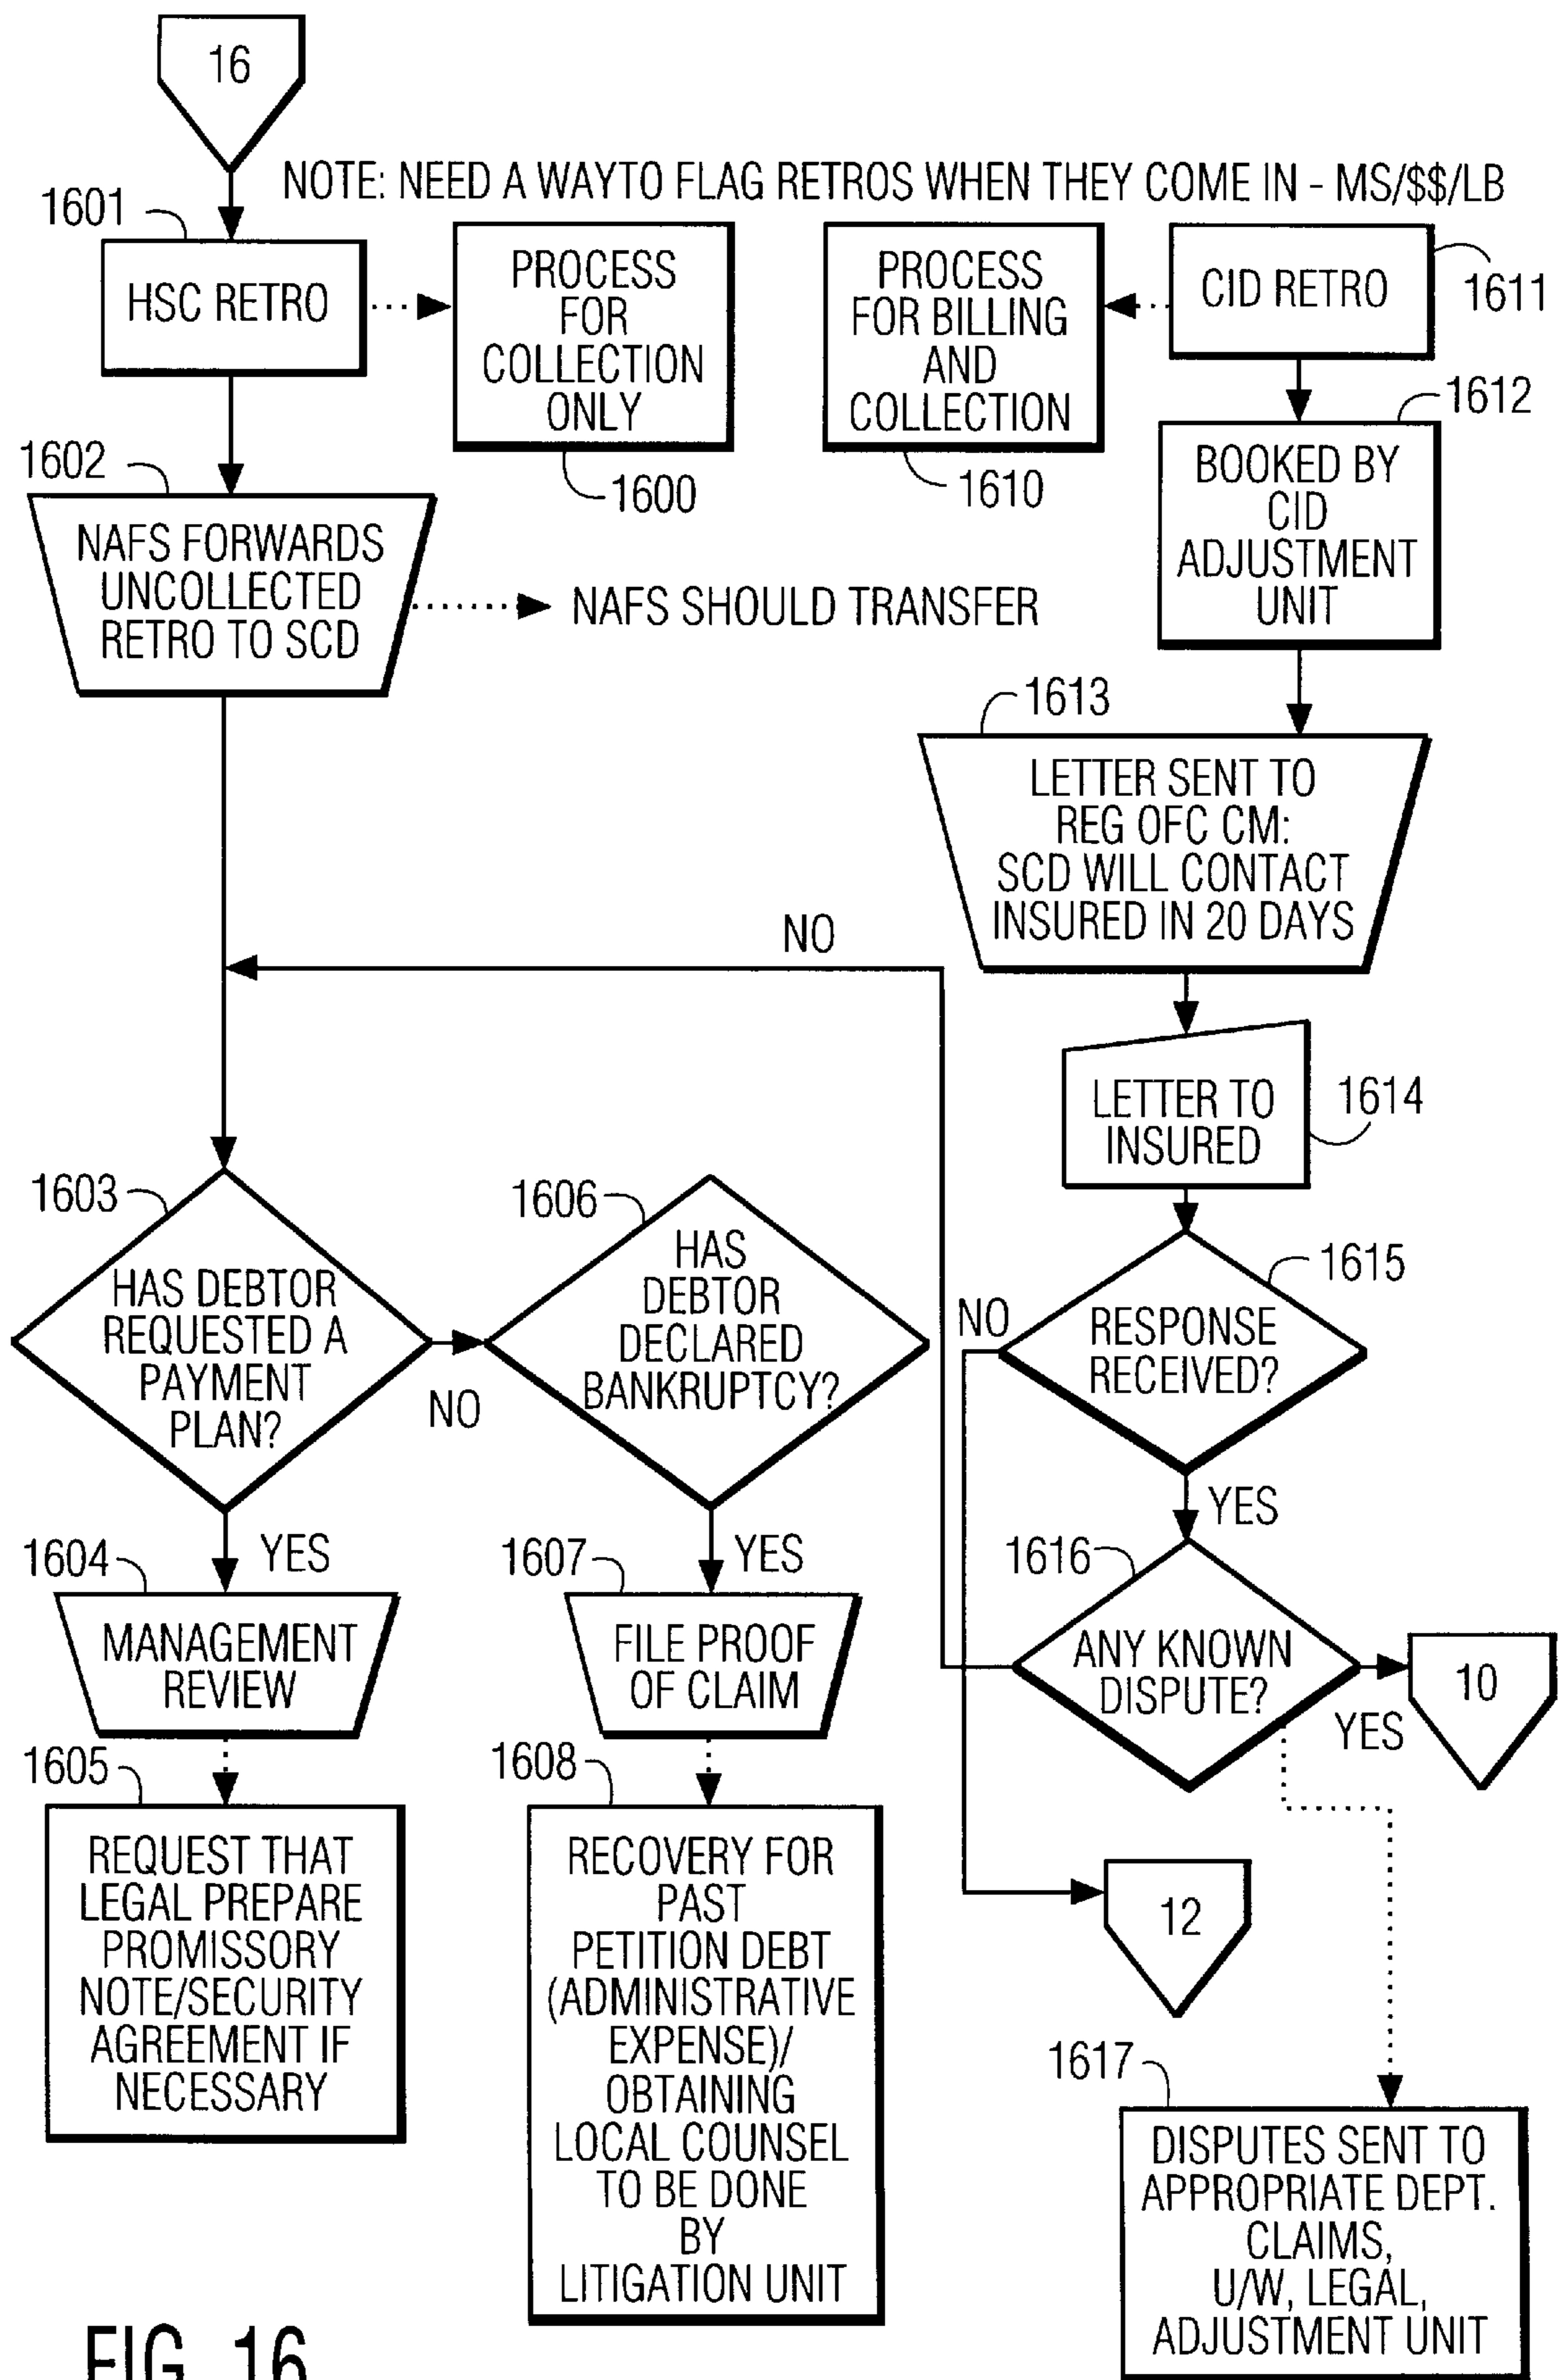 16
NOTE: NEED A WAYTO FLAG RETROS WHEN THEY COME IN - MS/$$/LB
1601
HSC RETRO
PROCESS
FOR
COLLECTION
ONLY
1600
PROCESS
FOR BILLING
AND
COLLECTION
1610
CID RETRO
1611
1612
BOOKED BY
CID
ADJUSTMENT
UNIT
1602
NAFS FORWARDS
UNCOLLECTED
RETRO TO SCD
NAFS SHOULD TRANSFER
1613
LETTER SENT TO
REG OFC CM:
SCD WILL CONTACT
INSURED IN 20 DAYS
NO
LETTER TO
INSURED
1614
1603
HAS DEBTOR
REQUESTED A
PAYMENT
PLAN?
NO
1606
HAS
DEBTOR
DECLARED
BANKRUPTCY?
NO
1615
RESPONSE
RECEIVED?
YES
YES
1604
MANAGEMENT
REVIEW
YES
1607
FILE PROOF
OF CLAIM
1616
ANY KNOWN
DISPUTE?
YES
10
1605
REQUEST THAT
LEGAL PREPARE
PROMISSORY
NOTE/SECURITY
AGREEMENT IF
NECESSARY
1608
RECOVERY FOR
PAST
PETITION DEBT
(ADMINISTRATIVE
EXPENSE)/
OBTAINING
LOCAL COUNSEL
TO BE DONE
BY
LITIGATION UNIT
12
1617
DISPUTES SENT TO
APPROPRIATE DEPT.
CLAIMS,
U/W, LEGAL,
ADJUSTMENT UNIT
FIG. 16